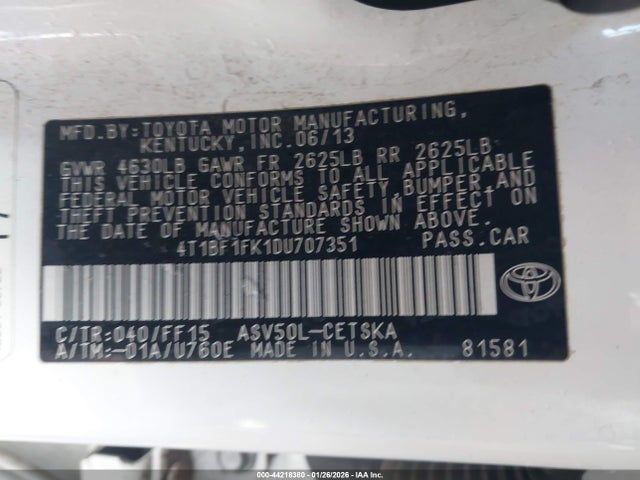 MFD. BY: TOYOTA MOTOR MANUFACTURING,
KENTUCKY, INC. 06/13
GVWR 4630LB GAWR FR 2625LB RR 2625LB
THIS VEHICLE CONFORMS TO ALL APPLICABLE
FEDERAL MOTOR VEHICLE SAFETY, BUMPER, AND
THEFT PREVENTION STANDARDS IN EFFECT ON
THE DATE OF MANUFACTURE SHOWN ABOVE.
4T1BF1FK1DU707351 PASS. CAR
C/TR: 040/FF15 ASV50L-CETSKA
A/TM: -01A/U760E MADE IN U.S.A. 81581
000-44218380 - 01/26/2026 - IAAI, Inc.